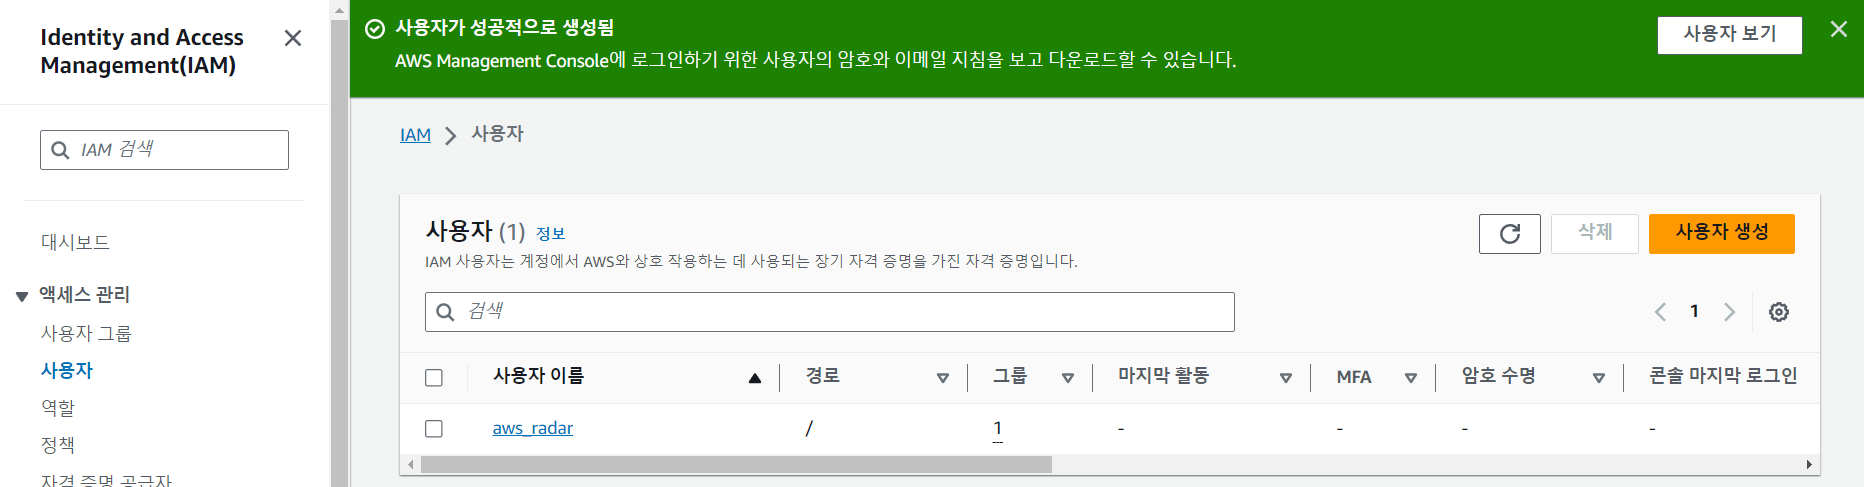 Identity and Access
Management(IAM)
IAM 검색
대시보드
액세스 관리
사용자 그룹
사용자
역할
정책
자격 증명 공급자
사용자가 성공적으로 생성됨
AWS Management Console에 로그인하기 위한 사용자의 암호와 이메일 지침을 보고 다운로드할 수 있습니다.
사용자 보기
IAM 사용자
사용자 (1) 정보
IAM 사용자는 계정에서 AWS와 상호 작용하는 데 사용되는 장기 자격 증명을 가진 자격 증명입니다.
삭제 사용자 생성
검색
1
사용자 이름 경로 그룹 마지막 활동 MFA 암호 수명 콘솔 마지막 로그인
aws_radar / 1 - - - -